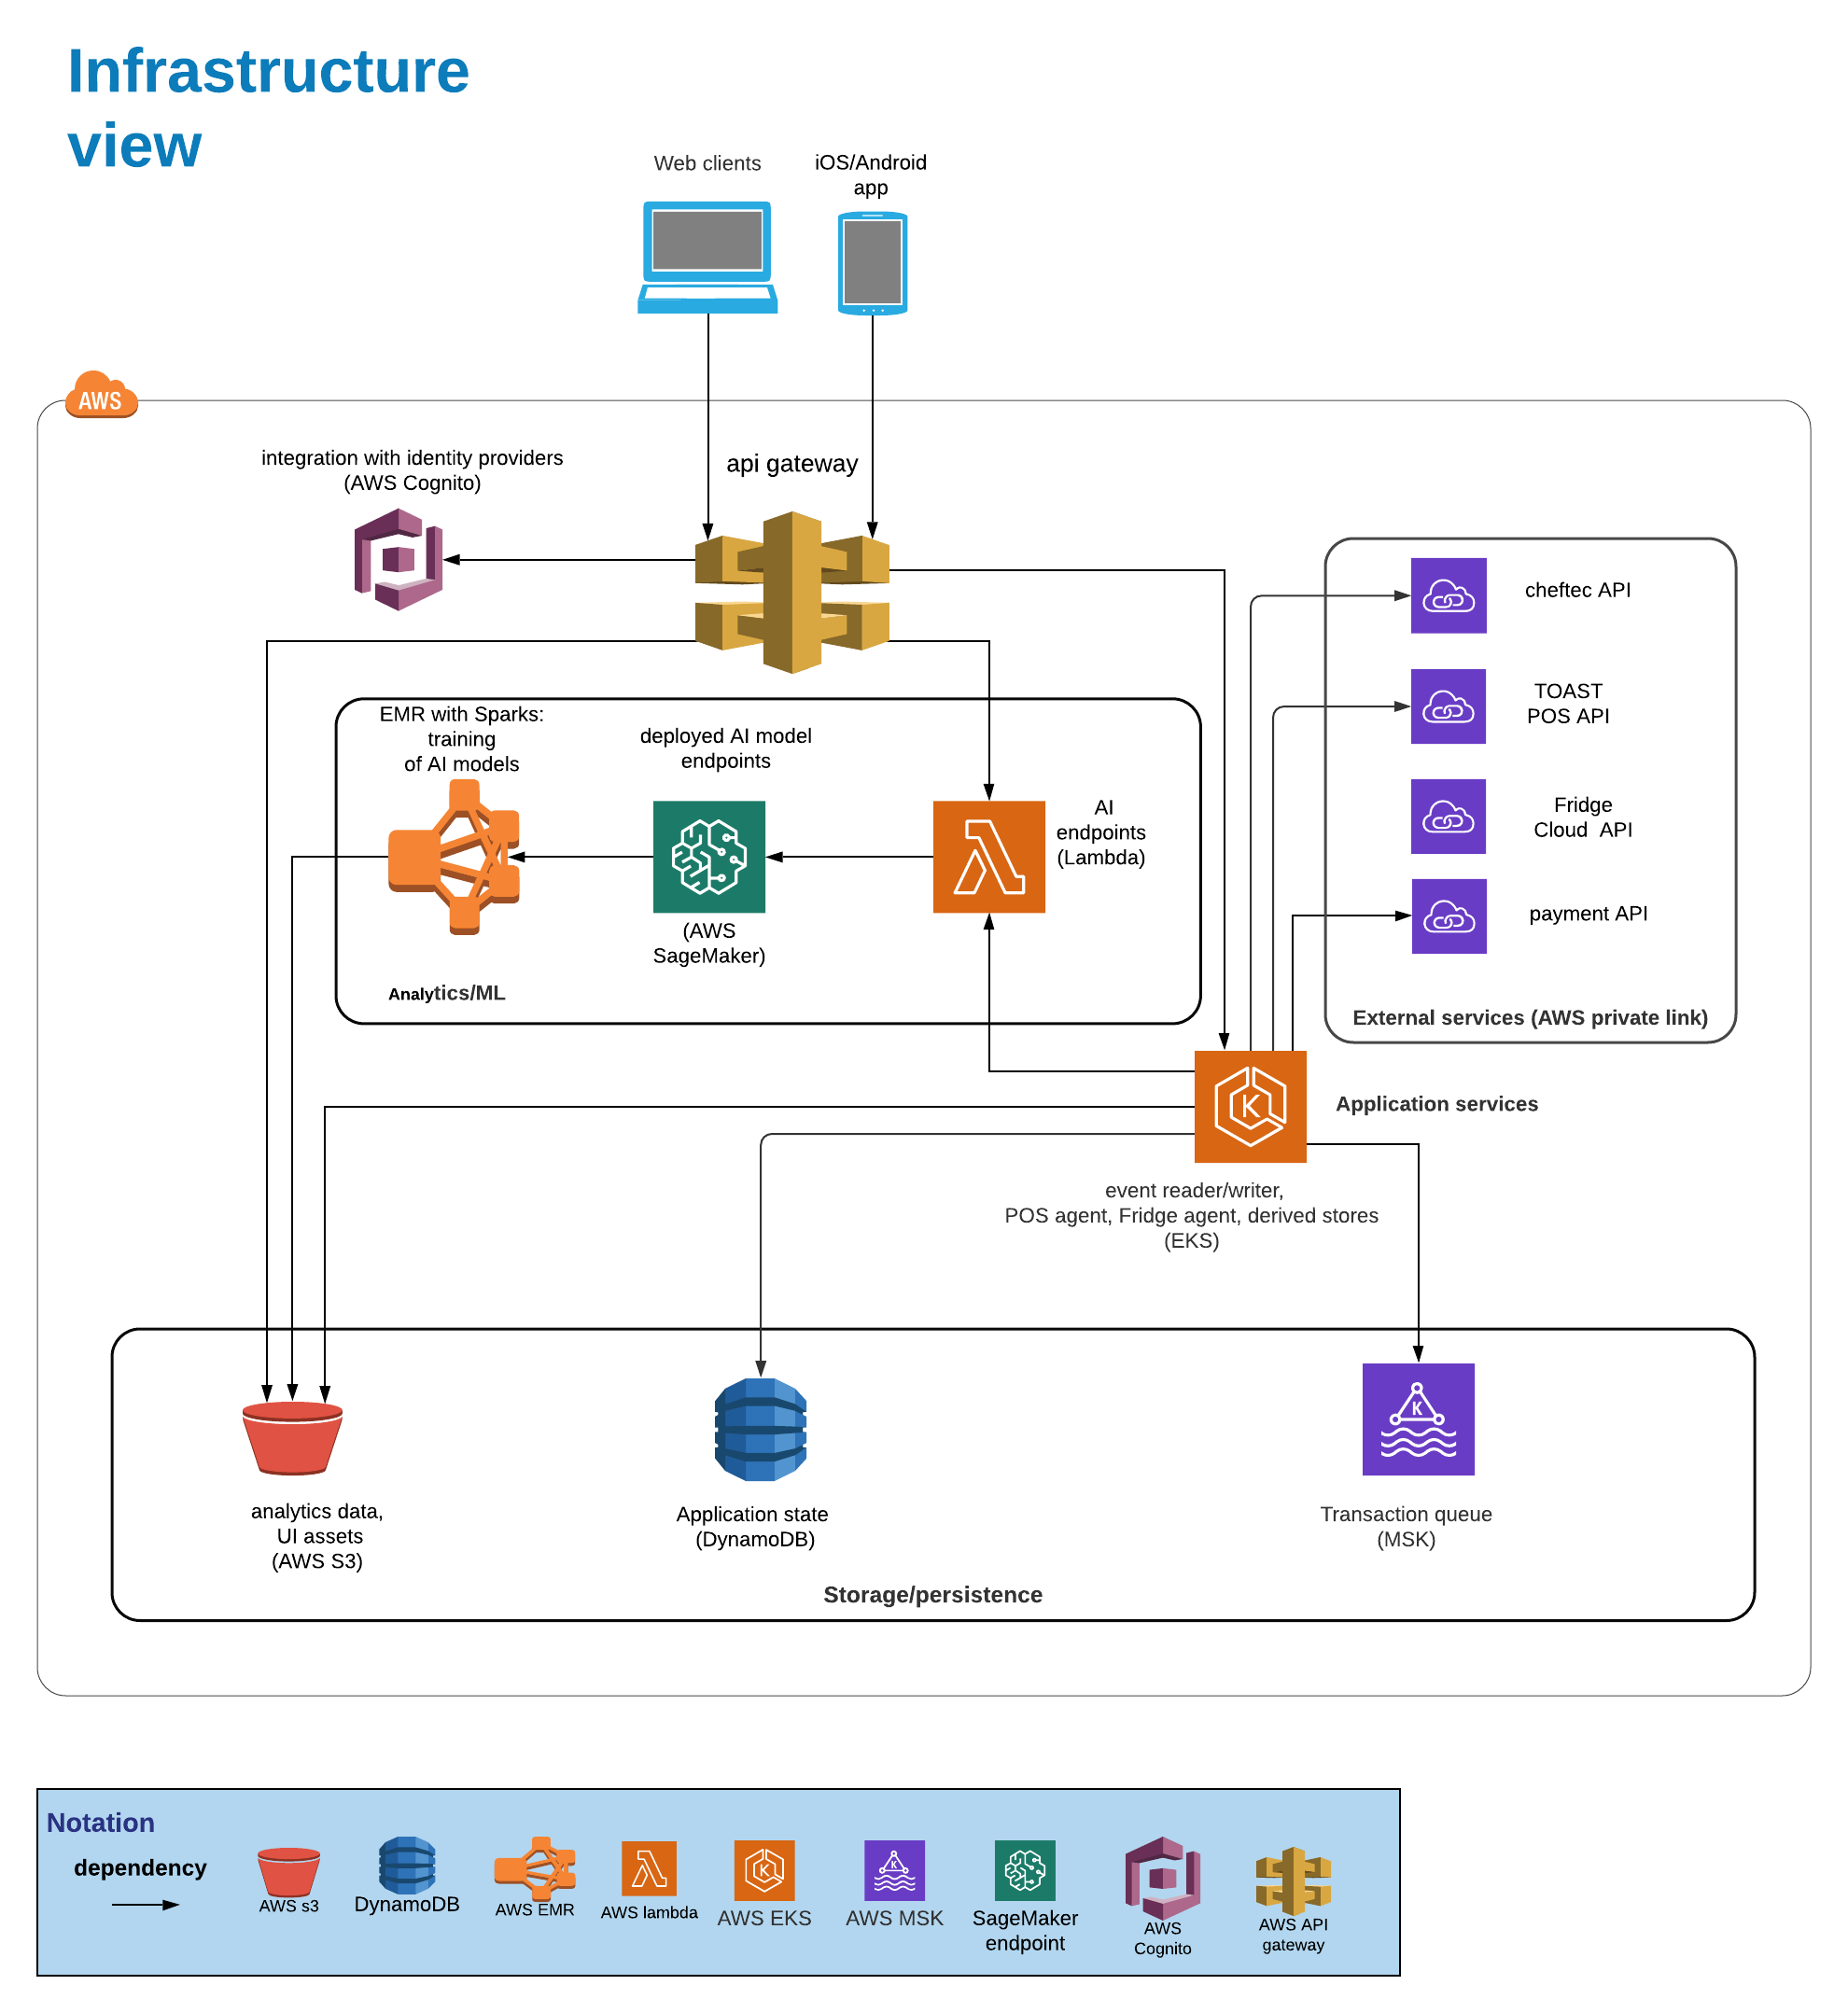 Infrastructure
view
Web clients
iOS/Android
app
AWS
integration with identity providers
(AWS Cognito)
api gateway
cheftec API
TOAST
POS API
Fridge
Cloud API
payment API
External services (AWS private link)
EMR with Sparks:
training
of AI models
deployed AI model
endpoints
(AWS
SageMaker)
AI
endpoints
(Lambda)
Analytics/ML
K
Application services
event reader/writer,
POS agent, Fridge agent, derived stores
(EKS)
K
analytics data,
UI assets
(AWS S3)
Application state
(DynamoDB)
Transaction queue
(MSK)
Storage/persistence
Notation
dependency
AWS s3
DynamoDB
AWS EMR
AWS lambda
K
AWS EKS
K
AWS MSK
SageMaker
endpoint
AWS
Cognito
AWS API
gateway